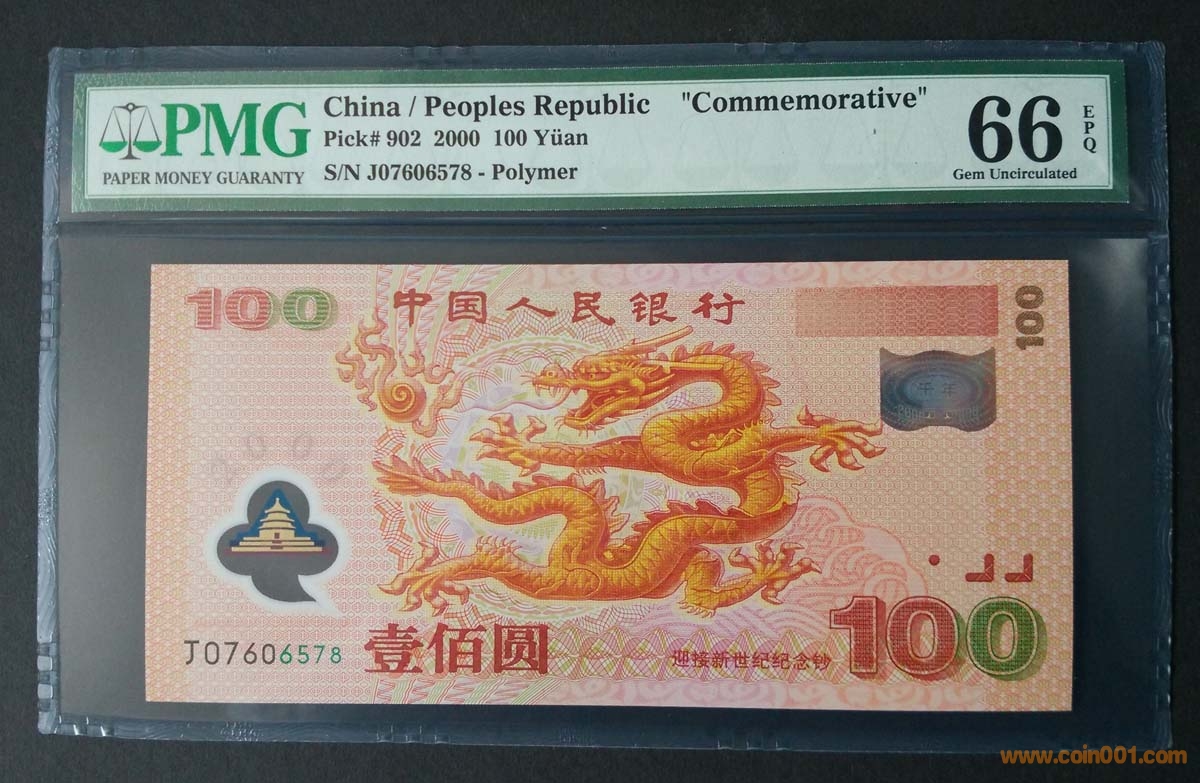 PMG
PAPER MONEY GUARANTY
China / Peoples Republic "Commemorative"
Pick# 902 2000 100 Yüan
S/N J07606578 - Polymer
66
EPQ
Gem Uncirculated
100
中国人民银行
100
千年
J07606578
壹佰圆
迎接新世纪纪念钞
100
www.coin001.com